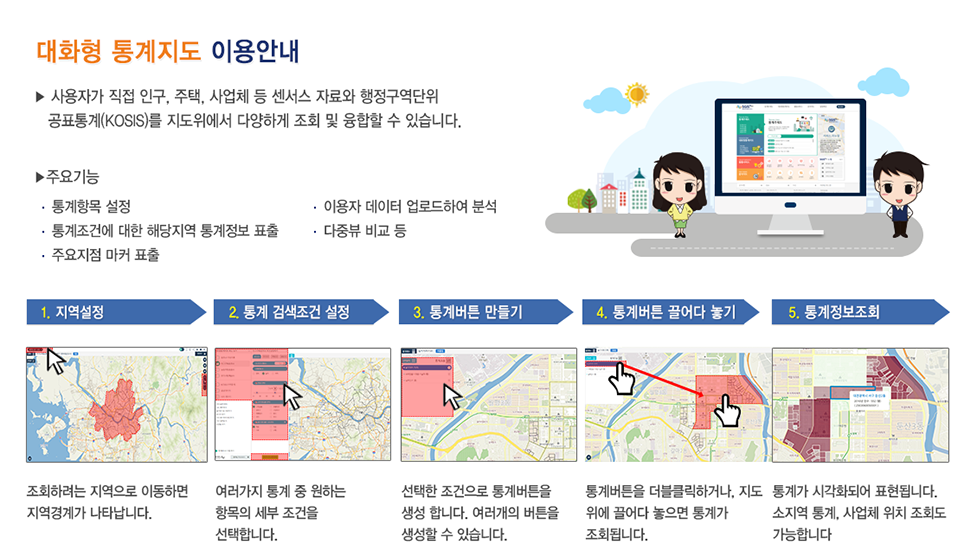 대화형 통계지도 이용안내
▶ 사용자가 직접 인구, 주택, 사업체 등 센서스 자료와 행정구역단위
공표통계(KOSIS)를 지도위에서 다양하게 조회 및 융합할 수 있습니다.
▶주요기능
· 통계항목 설정
· 통계조건에 대한 해당지역 통계정보 표출
· 주요지점 마커 표출
· 이용자 데이터 업로드하여 분석
· 다중뷰 비교 등
1. 지역설정
2. 통계 검색조건 설정
3. 통계버튼 만들기
4. 통계버튼 끌어다 놓기
5. 통계정보조회
조회하려는 지역으로 이동하면
지역경계가 나타납니다.
여러가지 통계 중 원하는
항목의 세부 조건을
선택합니다.
선택한 조건으로 통계버튼을
생성 합니다. 여러개의 버튼을
생성할 수 있습니다.
통계버튼을 더블클릭하거나, 지도
위에 끌어다 놓으면 통계가
조회됩니다.
통계가 시각화되어 표현됩니다.
소지역 통계, 사업체 위치 조회도
가능합니다